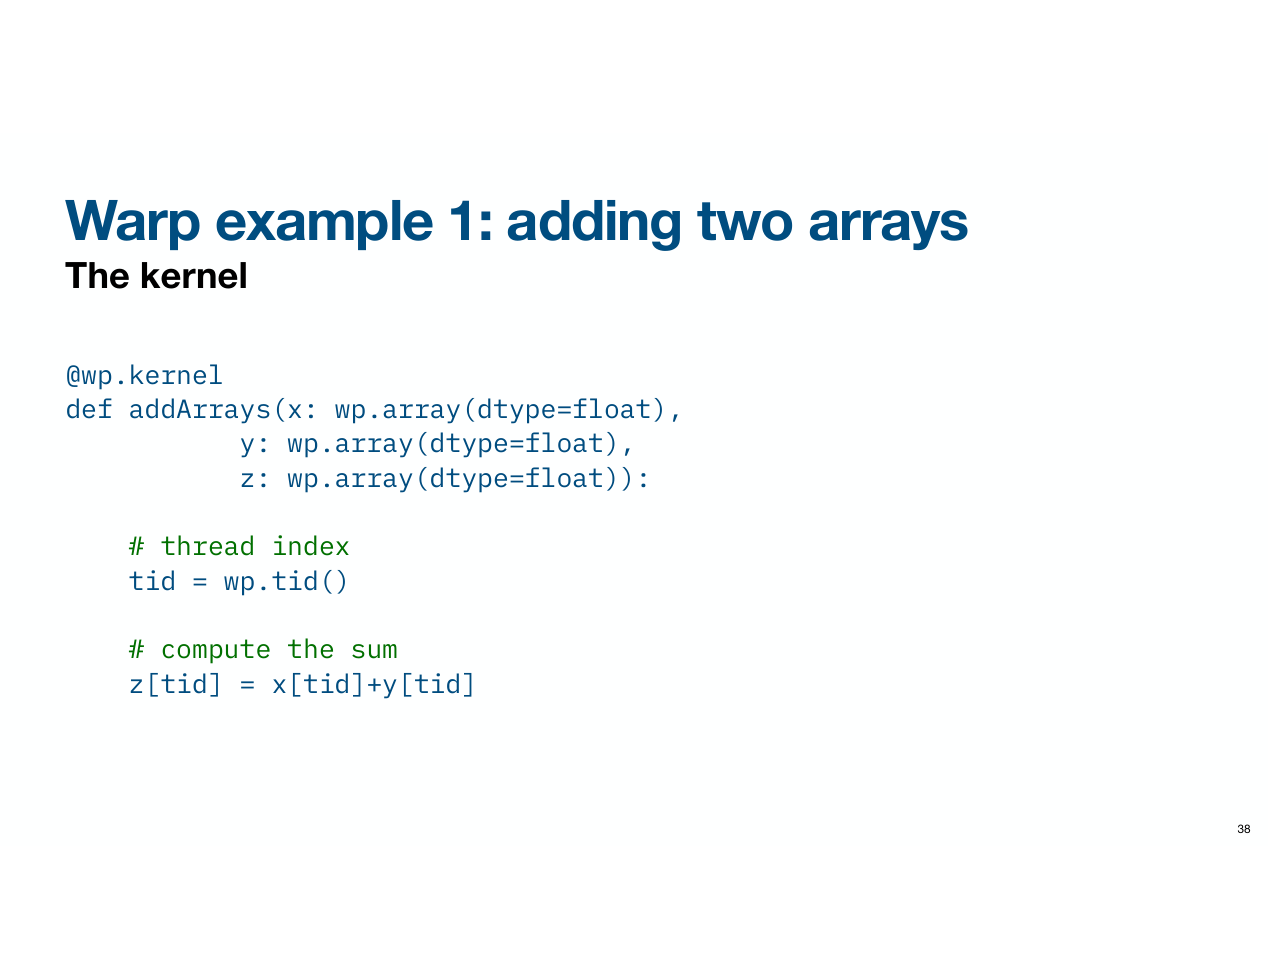 Warp example 1: adding two arrays
The kernel
@wp.kernel
def addArrays(x: wp.array(dtype=float),
           y: wp.array(dtype=float),
           z: wp.array(dtype=float)):
    # thread index
    tid = wp.tid()
    # compute the sum
    z[tid] = x[tid]+y[tid]
38